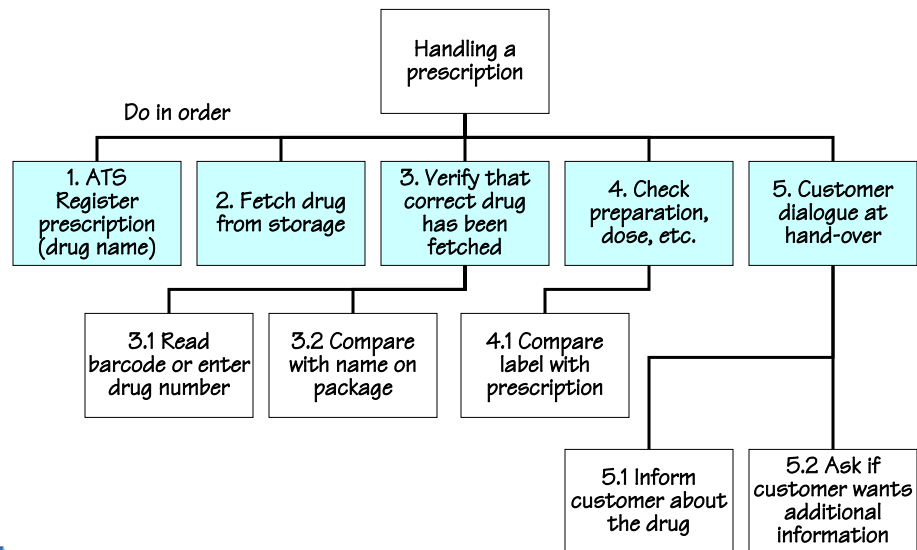 Handling a
prescription
Do in order
1. ATS
Register
prescription
(drug name)
2. Fetch drug
from storage
3. Verify that
correct drug
has been
fetched
4. Check
preparation,
dose, etc.
5. Customer
dialogue at
hand-over
3.1 Read
barcode or enter
drug number
3.2 Compare
with name on
package
4.1 Compare
label with
prescription
5.1 Inform
customer about
the drug
5.2 Ask if
customer wants
additional
information